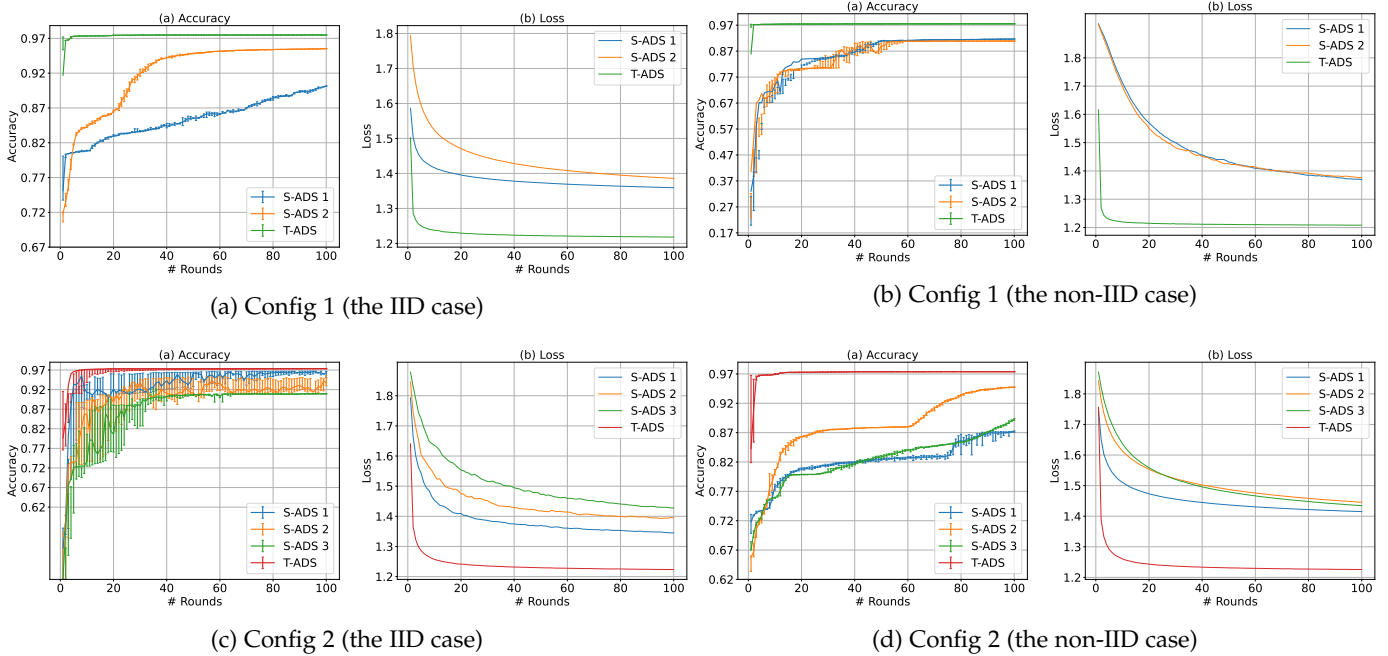 (a) Accuracy
0.97
0.92
0.87
0.82
0.77
0.72
0.67
Accuracy
0 20 40 60 80 100
# Rounds
S-ADS 1
S-ADS 2
T-ADS
(b) Loss
1.8
1.7
1.6
1.5
1.4
1.3
1.2
Loss
0 20 40 60 80 100
# Rounds
S-ADS 1
S-ADS 2
T-ADS
(a) Config 1 (the IID case)
(a) Accuracy
0.97
0.87
0.77
0.67
0.57
0.47
0.37
0.27
0.17
Accuracy
0 20 40 60 80 100
# Rounds
S-ADS 1
S-ADS 2
T-ADS
(b) Loss
1.9
1.8
1.7
1.6
1.5
1.4
1.3
1.2
Loss
0 20 40 60 80 100
# Rounds
S-ADS 1
S-ADS 2
T-ADS
(b) Config 1 (the non-IID case)
(a) Accuracy
0.97
0.92
0.87
0.82
0.77
0.72
0.67
0.62
Accuracy
0 20 40 60 80 100
# Rounds
S-ADS 1
S-ADS 2
S-ADS 3
T-ADS
(b) Loss
1.8
1.7
1.6
1.5
1.4
1.3
1.2
Loss
0 20 40 60 80 100
# Rounds
S-ADS 1
S-ADS 2
S-ADS 3
T-ADS
(c) Config 2 (the IID case)
(a) Accuracy
0.97
0.92
0.87
0.82
0.77
0.72
0.67
0.62
Accuracy
0 20 40 60 80 100
# Rounds
S-ADS 1
S-ADS 2
S-ADS 3
T-ADS
(b) Loss
1.8
1.7
1.6
1.5
1.4
1.3
1.2
Loss
0 20 40 60 80 100
# Rounds
S-ADS 1
S-ADS 2
S-ADS 3
T-ADS
(d) Config 2 (the non-IID case)